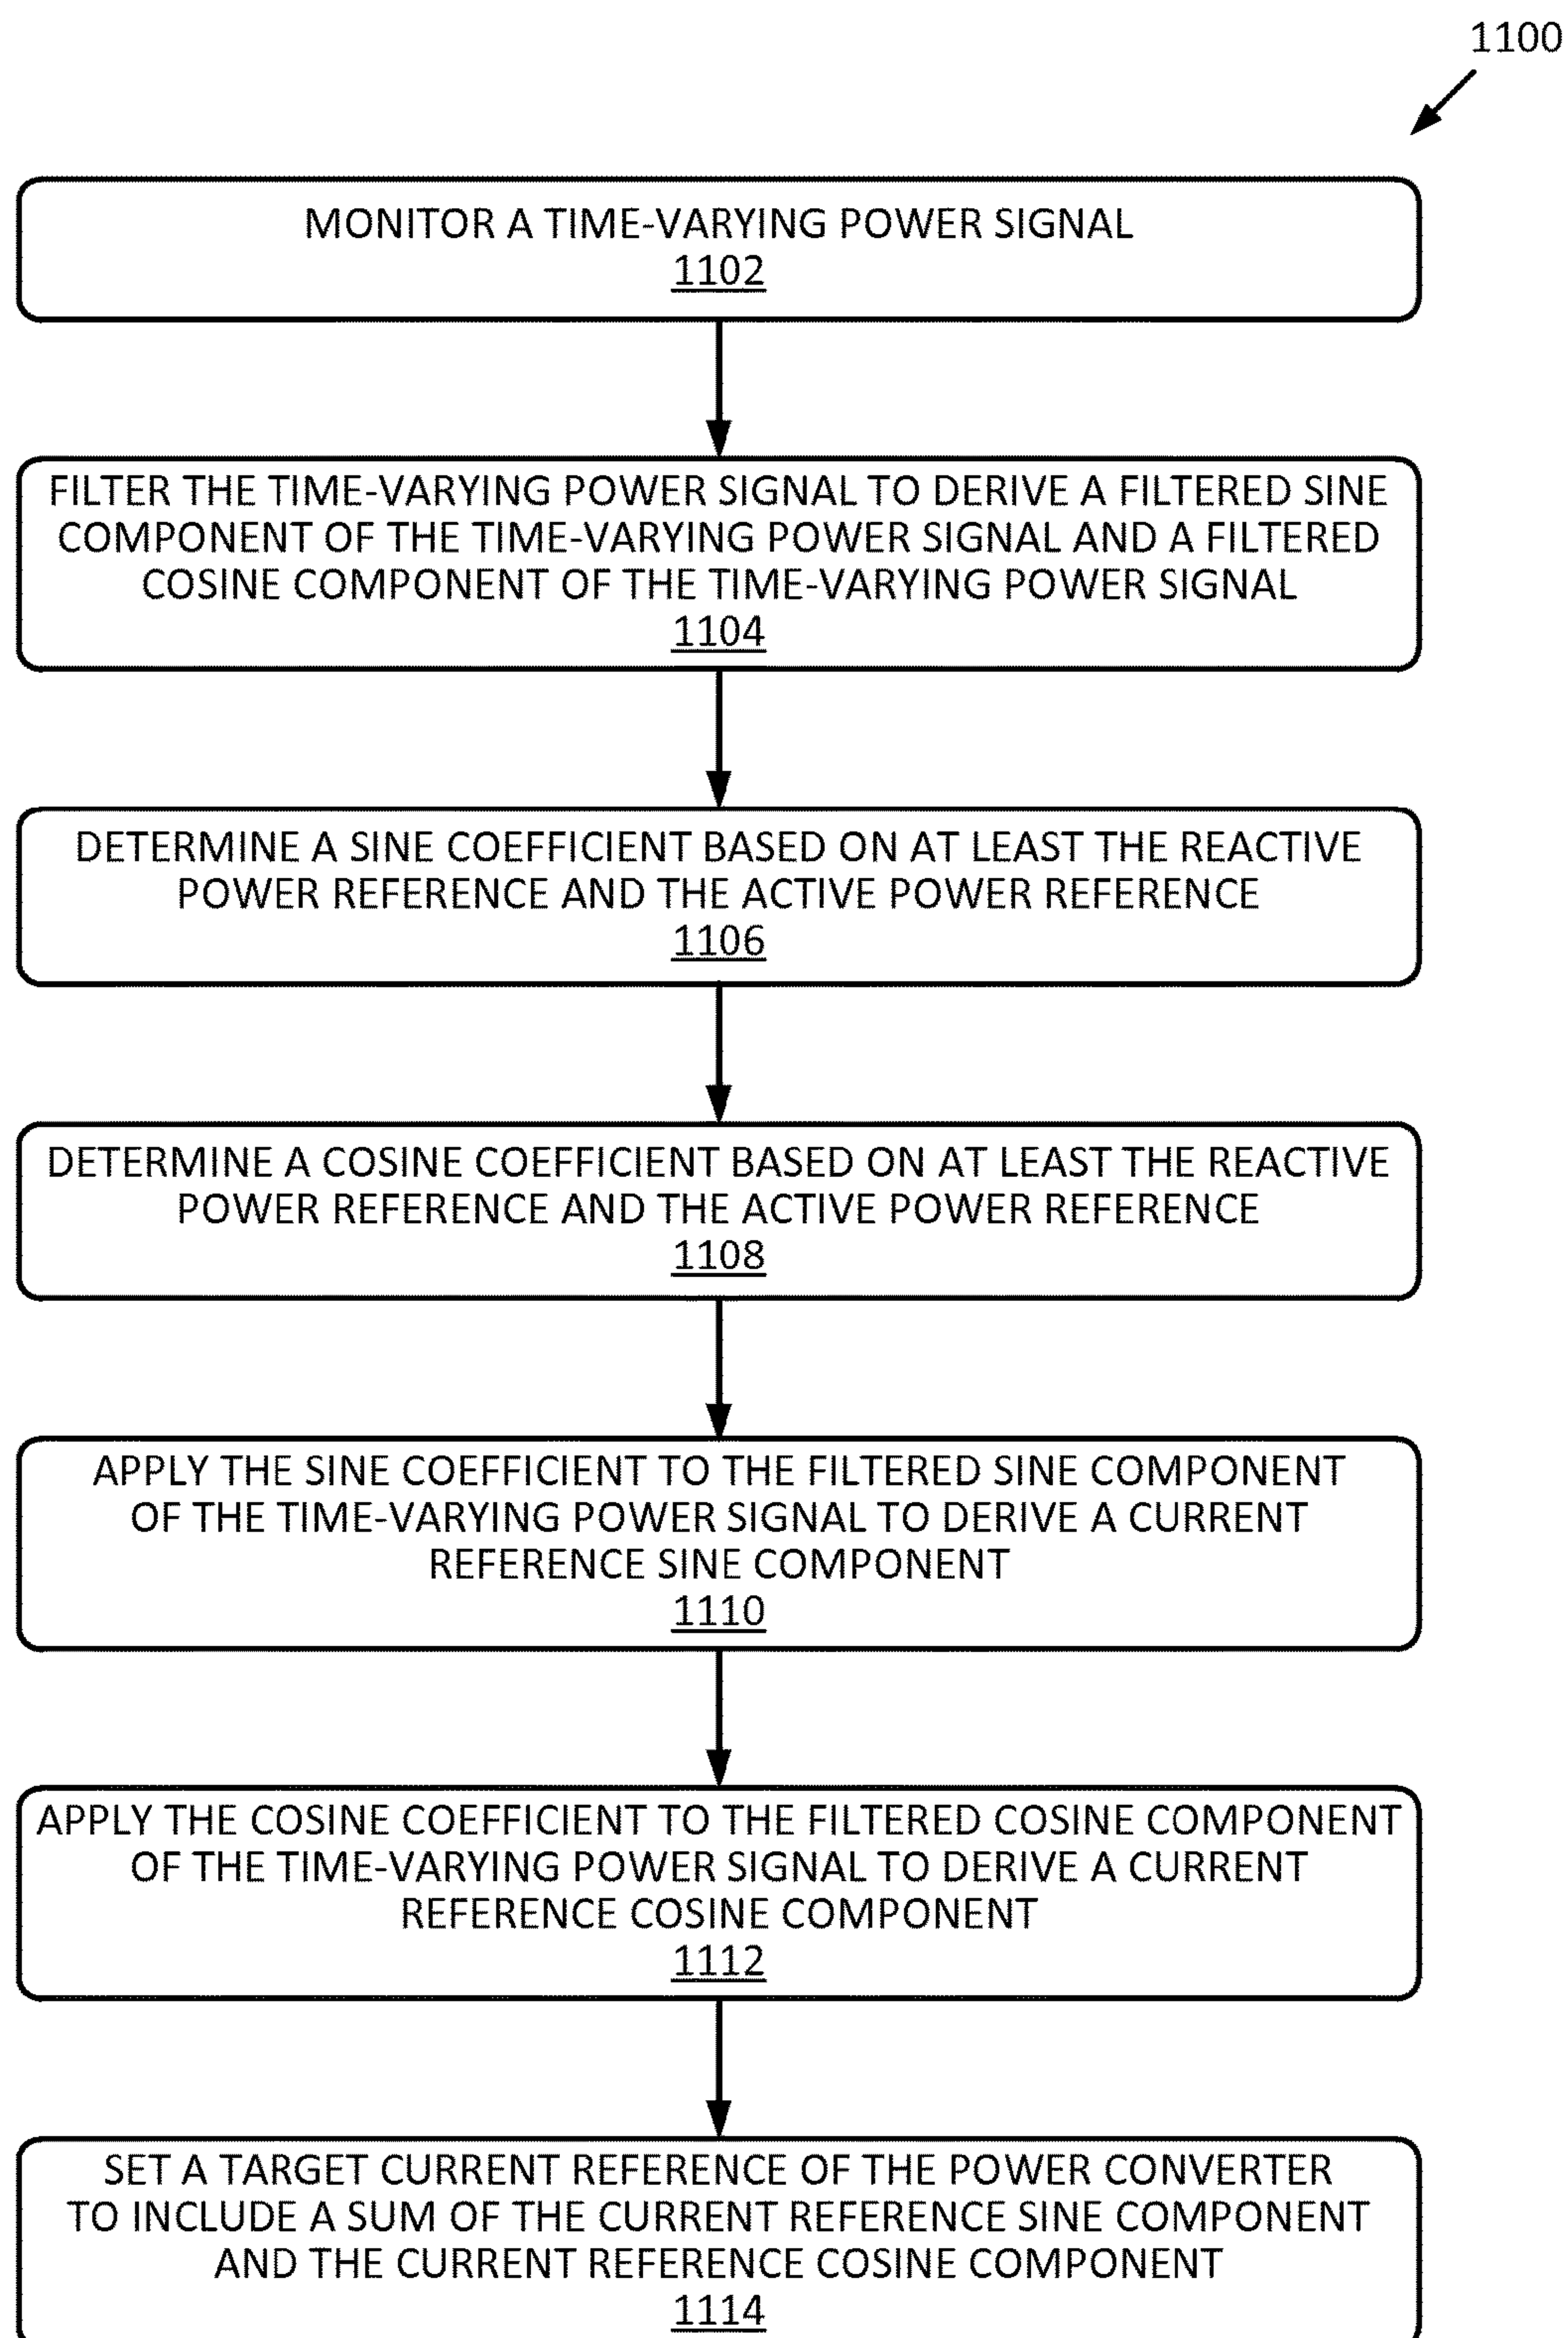 1100
MONITOR A TIME-VARYING POWER SIGNAL
1102
FILTER THE TIME-VARYING POWER SIGNAL TO DERIVE A FILTERED SINE
COMPONENT OF THE TIME-VARYING POWER SIGNAL AND A FILTERED
COSINE COMPONENT OF THE TIME-VARYING POWER SIGNAL
1104
DETERMINE A SINE COEFFICIENT BASED ON AT LEAST THE REACTIVE
POWER REFERENCE AND THE ACTIVE POWER REFERENCE
1106
DETERMINE A COSINE COEFFICIENT BASED ON AT LEAST THE REACTIVE
POWER REFERENCE AND THE ACTIVE POWER REFERENCE
1108
APPLY THE SINE COEFFICIENT TO THE FILTERED SINE COMPONENT
OF THE TIME-VARYING POWER SIGNAL TO DERIVE A CURRENT
REFERENCE SINE COMPONENT
1110
APPLY THE COSINE COEFFICIENT TO THE FILTERED COSINE COMPONENT
OF THE TIME-VARYING POWER SIGNAL TO DERIVE A CURRENT
REFERENCE COSINE COMPONENT
1112
SET A TARGET CURRENT REFERENCE OF THE POWER CONVERTER
TO INCLUDE A SUM OF THE CURRENT REFERENCE SINE COMPONENT
AND THE CURRENT REFERENCE COSINE COMPONENT
1114